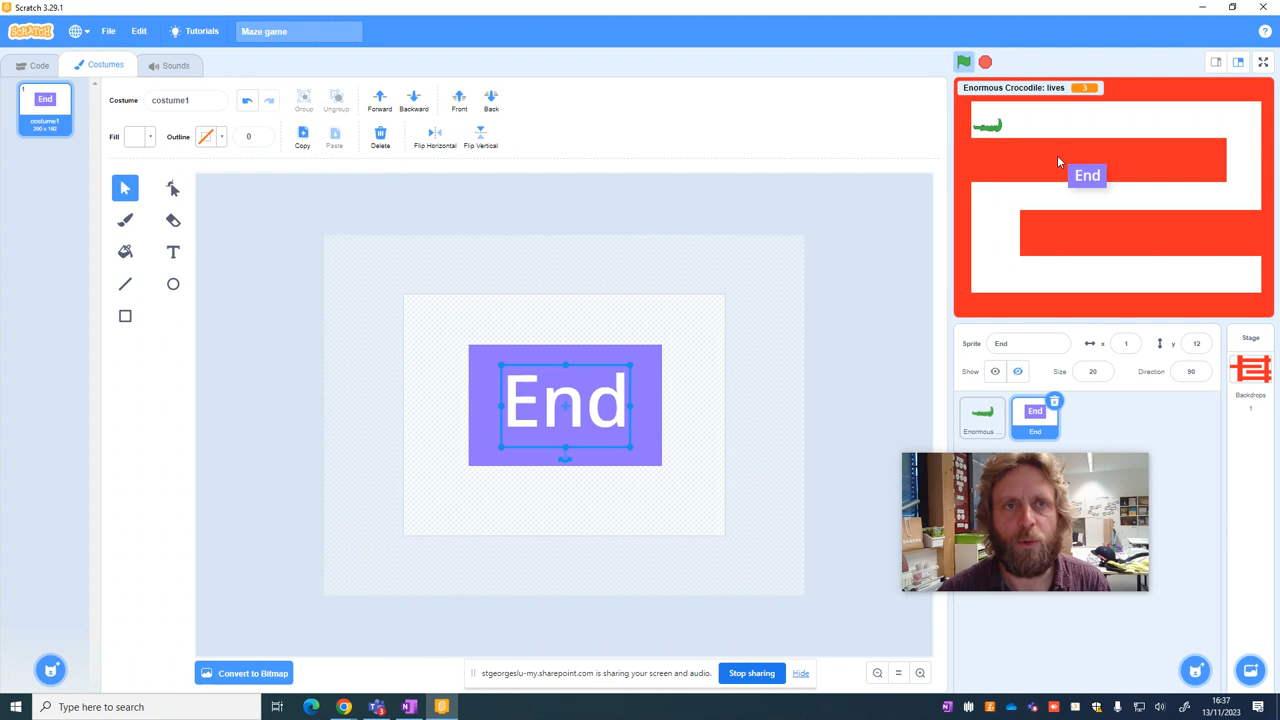 Scratch 3.29.1
SCRATCH
File
Edit
Tutorials
Maze game
Code
Costumes
Sounds
1
End
costume1
260 x 182
Costume
costume1
Group
Ungroup
Forward
Backward
Front
Back
Fill
Outline
0
Copy
Paste
Delete
Flip Horizontal
Flip Vertical
End
Convert to Bitmap
stgeorgeslu-my.sharepoint.com is sharing your screen and audio.
Stop sharing
Hide
Enormous Crocodile: lives 3
End
Sprite
End
x
1
y
12
Show
Size
20
Direction
90
Enormous ...
End
End
Stage
Backdrops
1
Type here to search
16:37
13/11/2023